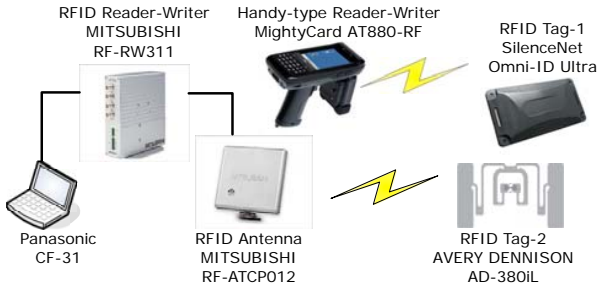 RFID Reader-Writer
MITSUBISHI
RF-RW311
Handy-type Reader-Writer
MightyCard AT880-RF
RFID Tag-1
SilenceNet
Omni-ID Ultra
MITSUBISHI
Panasonic
CF-31
RFID Antenna
MITSUBISHI
RF-ATCP012
RFID Tag-2
AVERY DENNISON
AD-380iL